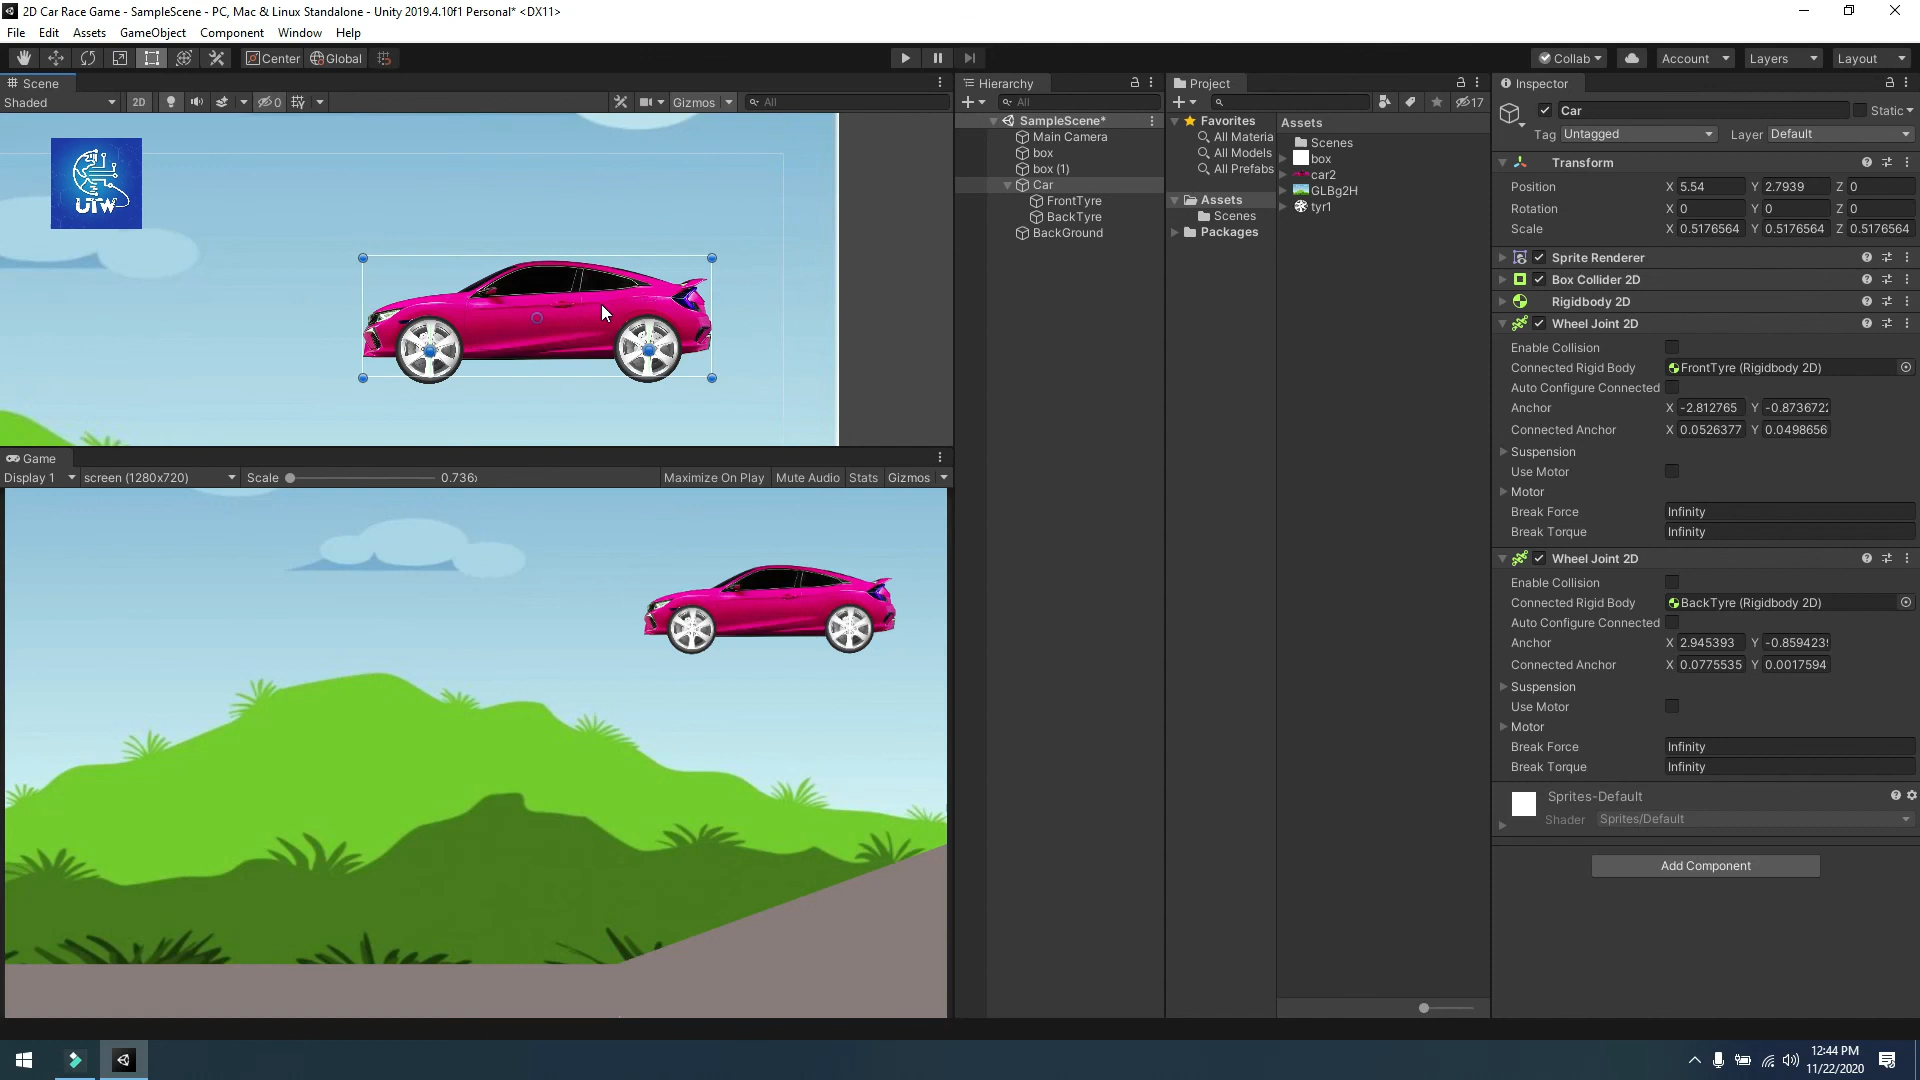 2D Car Race Game - SampleScene - PC, Mac & Linux Standalone - Unity 2019.4.10f1 Personal* <DX11>
File Edit Assets GameObject Component Window Help
Center Global Collab Account Layers Layout
Scene
Shaded 2D 0 Gizmos All
UTW
Game
Display 1 screen (1280x720) Scale 0.736x Maximize On Play Mute Audio Stats Gizmos
Hierarchy
All
SampleScene*
Main Camera
box
box (1)
Car
FrontTyre
BackTyre
BackGround
Project
17
Favorites
All Materia
All Models
All Prefabs
Assets
Scenes
Packages
Assets
Scenes
box
car2
GLBg2H
tyr1
Inspector
Car Static
Tag Untagged Layer Default
Transform
Position X 5.54 Y 2.7939 Z 0
Rotation X 0 Y 0 Z 0
Scale X 0.5176564 Y 0.5176564 Z 0.5176564
Sprite Renderer
Box Collider 2D
Rigidbody 2D
Wheel Joint 2D
Enable Collision
Connected Rigid Body FrontTyre (Rigidbody 2D)
Auto Configure Connected
Anchor X -2.812765 Y -0.873672
Connected Anchor X 0.0526377 Y 0.0498656
Suspension
Use Motor
Motor
Break Force Infinity
Break Torque Infinity
Wheel Joint 2D
Enable Collision
Connected Rigid Body BackTyre (Rigidbody 2D)
Auto Configure Connected
Anchor X 2.945393 Y -0.859423
Connected Anchor X 0.0775535 Y 0.0017594
Suspension
Use Motor
Motor
Break Force Infinity
Break Torque Infinity
Sprites-Default
Shader Sprites/Default
Add Component
12:44 PM
11/22/2020